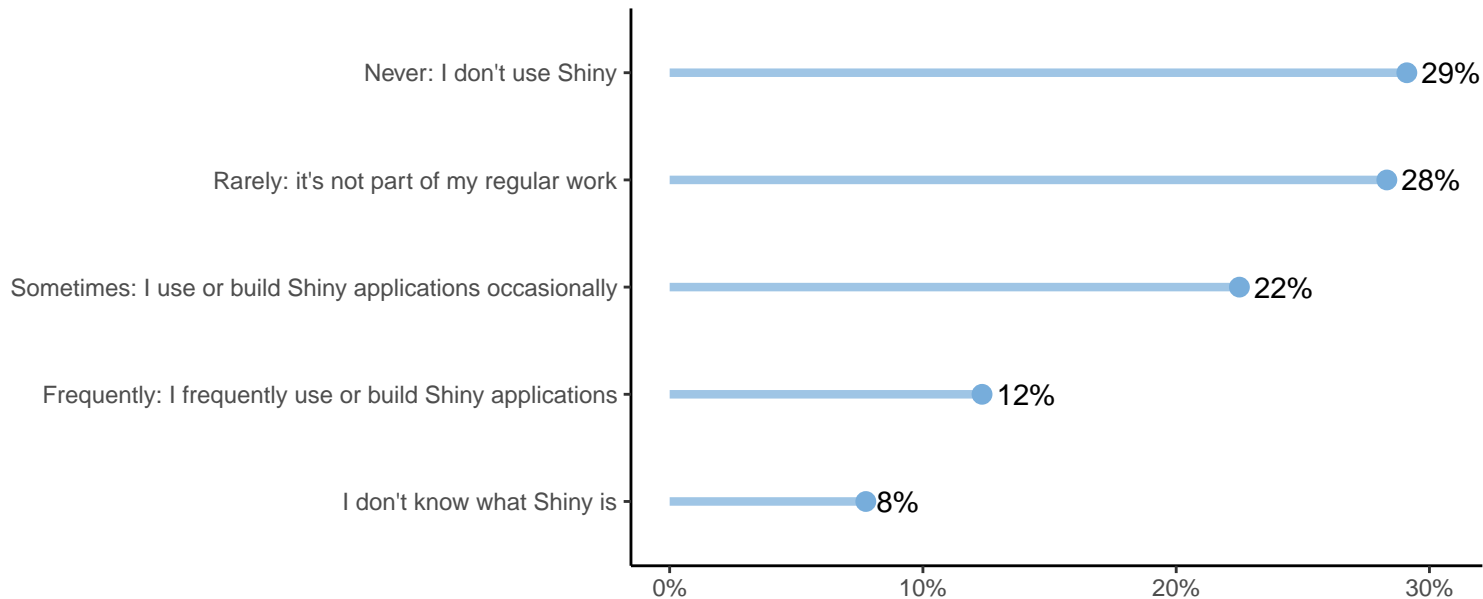 Never: I don't use Shiny 29%
Rarely: it's not part of my regular work 28%
Sometimes: I use or build Shiny applications occasionally 22%
Frequently: I frequently use or build Shiny applications 12%
I don't know what Shiny is 8%
0% 10% 20% 30%